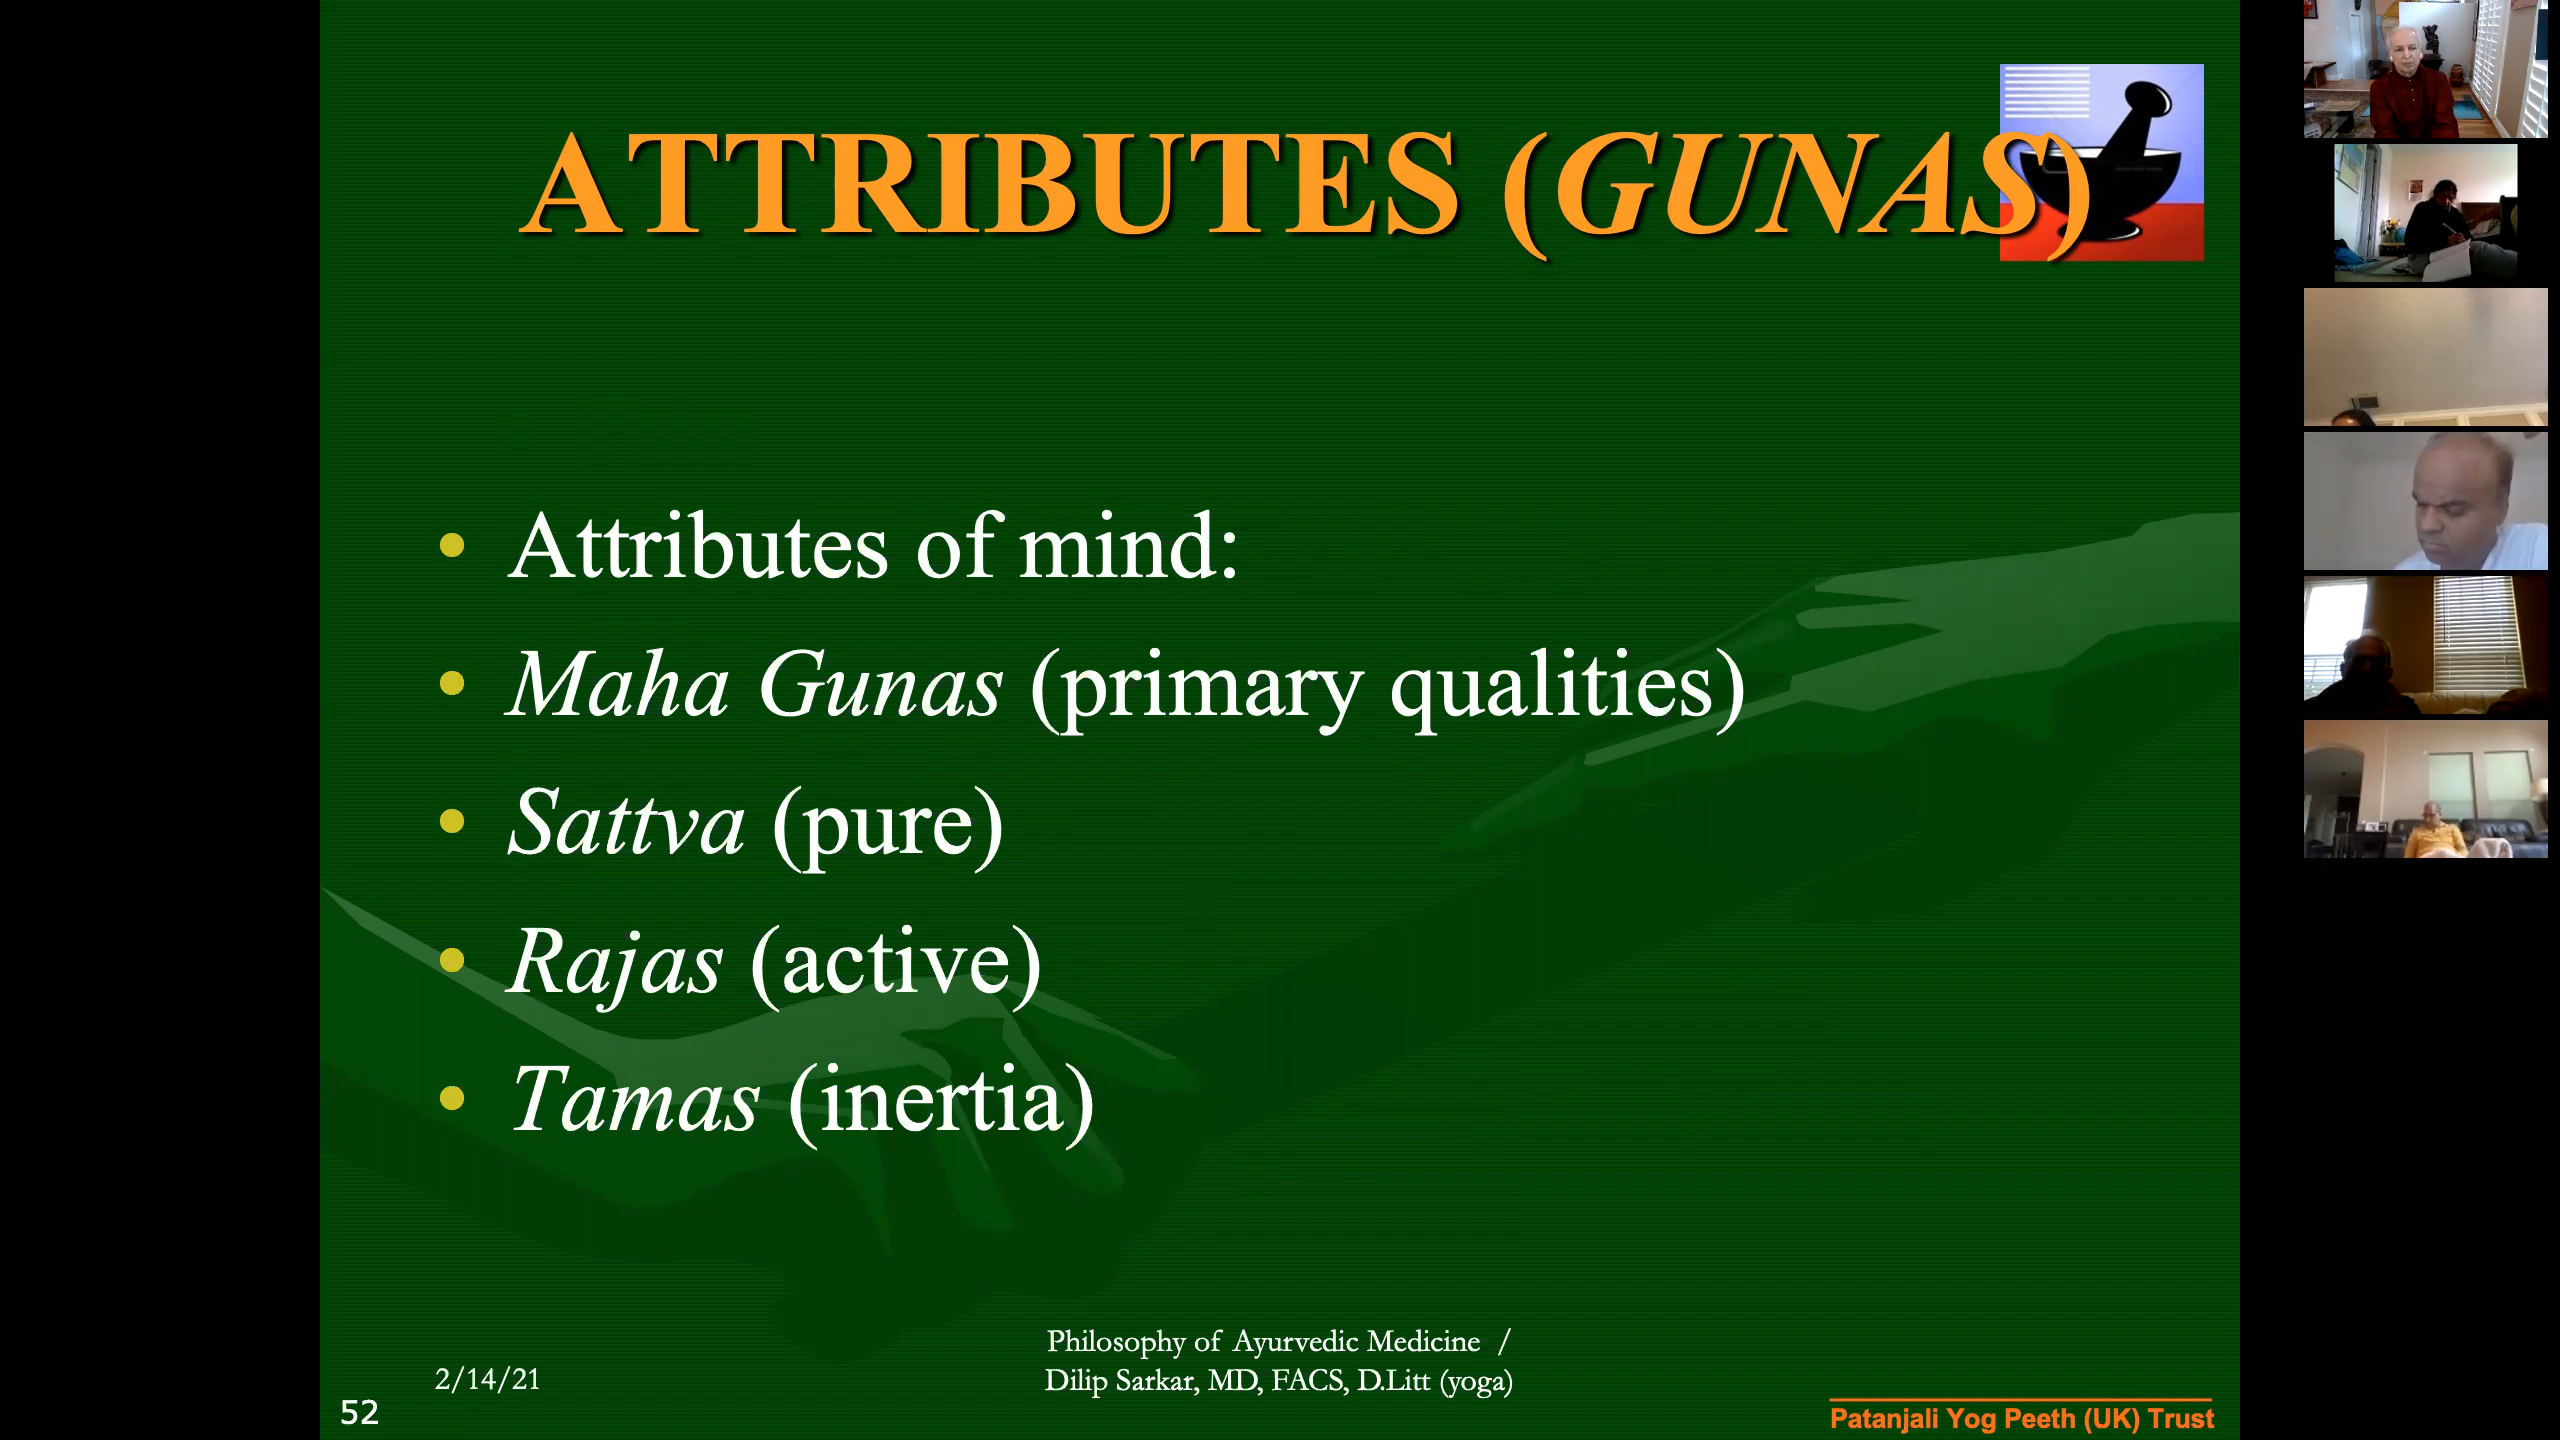 ATTRIBUTES (GUNAS)
• Attributes of mind:
• Maha Gunas (primary qualities)
• Sattva (pure)
• Rajas (active)
• Tamas (inertia)
Philosophy of Ayurvedic Medicine /
Dilip Sarkar, MD, FACS, D.Litt (yoga)
2/14/21
52
Patanjali Yog Peeth (UK) Trust